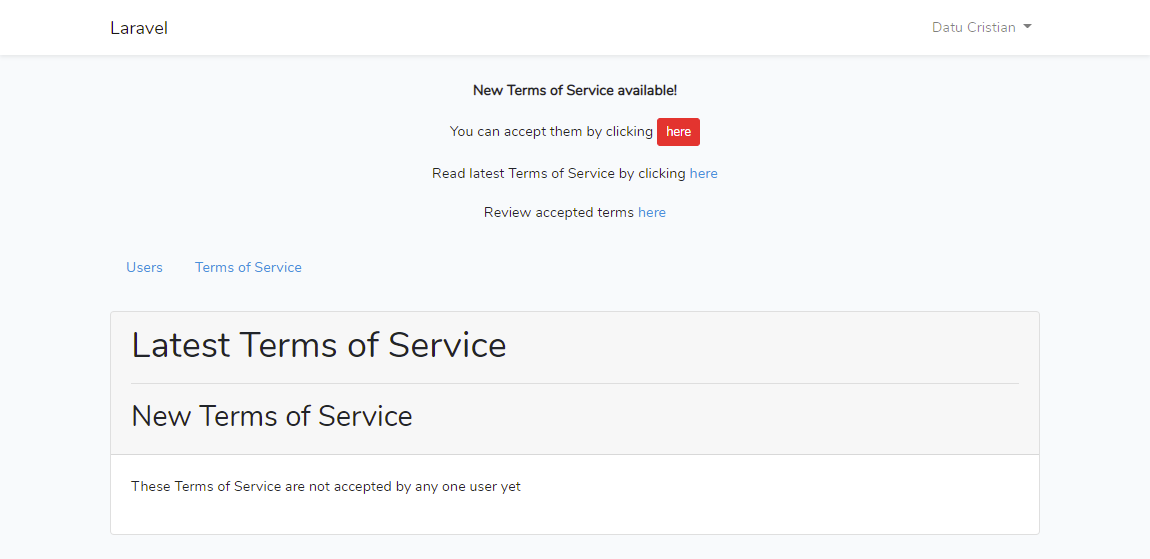 Laravel
Datu Cristian
New Terms of Service available!
You can accept them by clicking here
Read latest Terms of Service by clicking here
Review accepted terms here
Users Terms of Service
Latest Terms of Service
New Terms of Service
These Terms of Service are not accepted by any one user yet